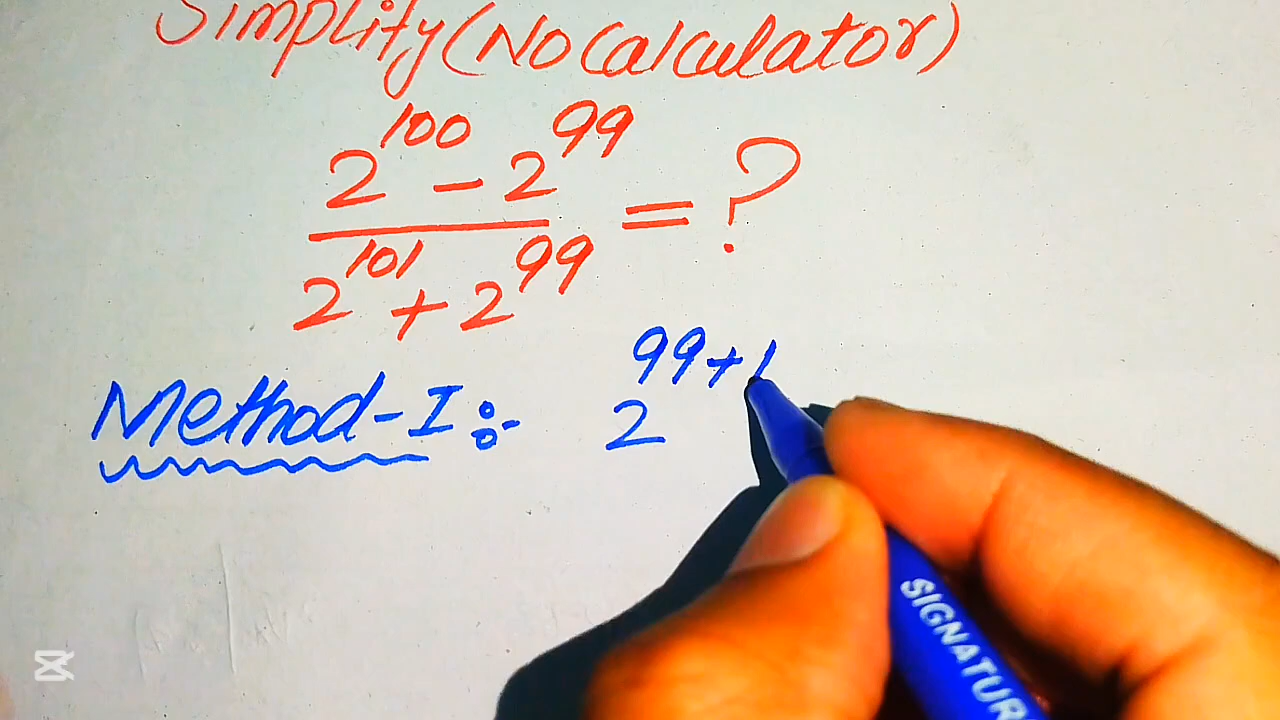 Simplify(No Calculator)
2^100 - 2^99
2^101 + 2^99
= ?
Method-I:- 2^99+1
SIGNATUR